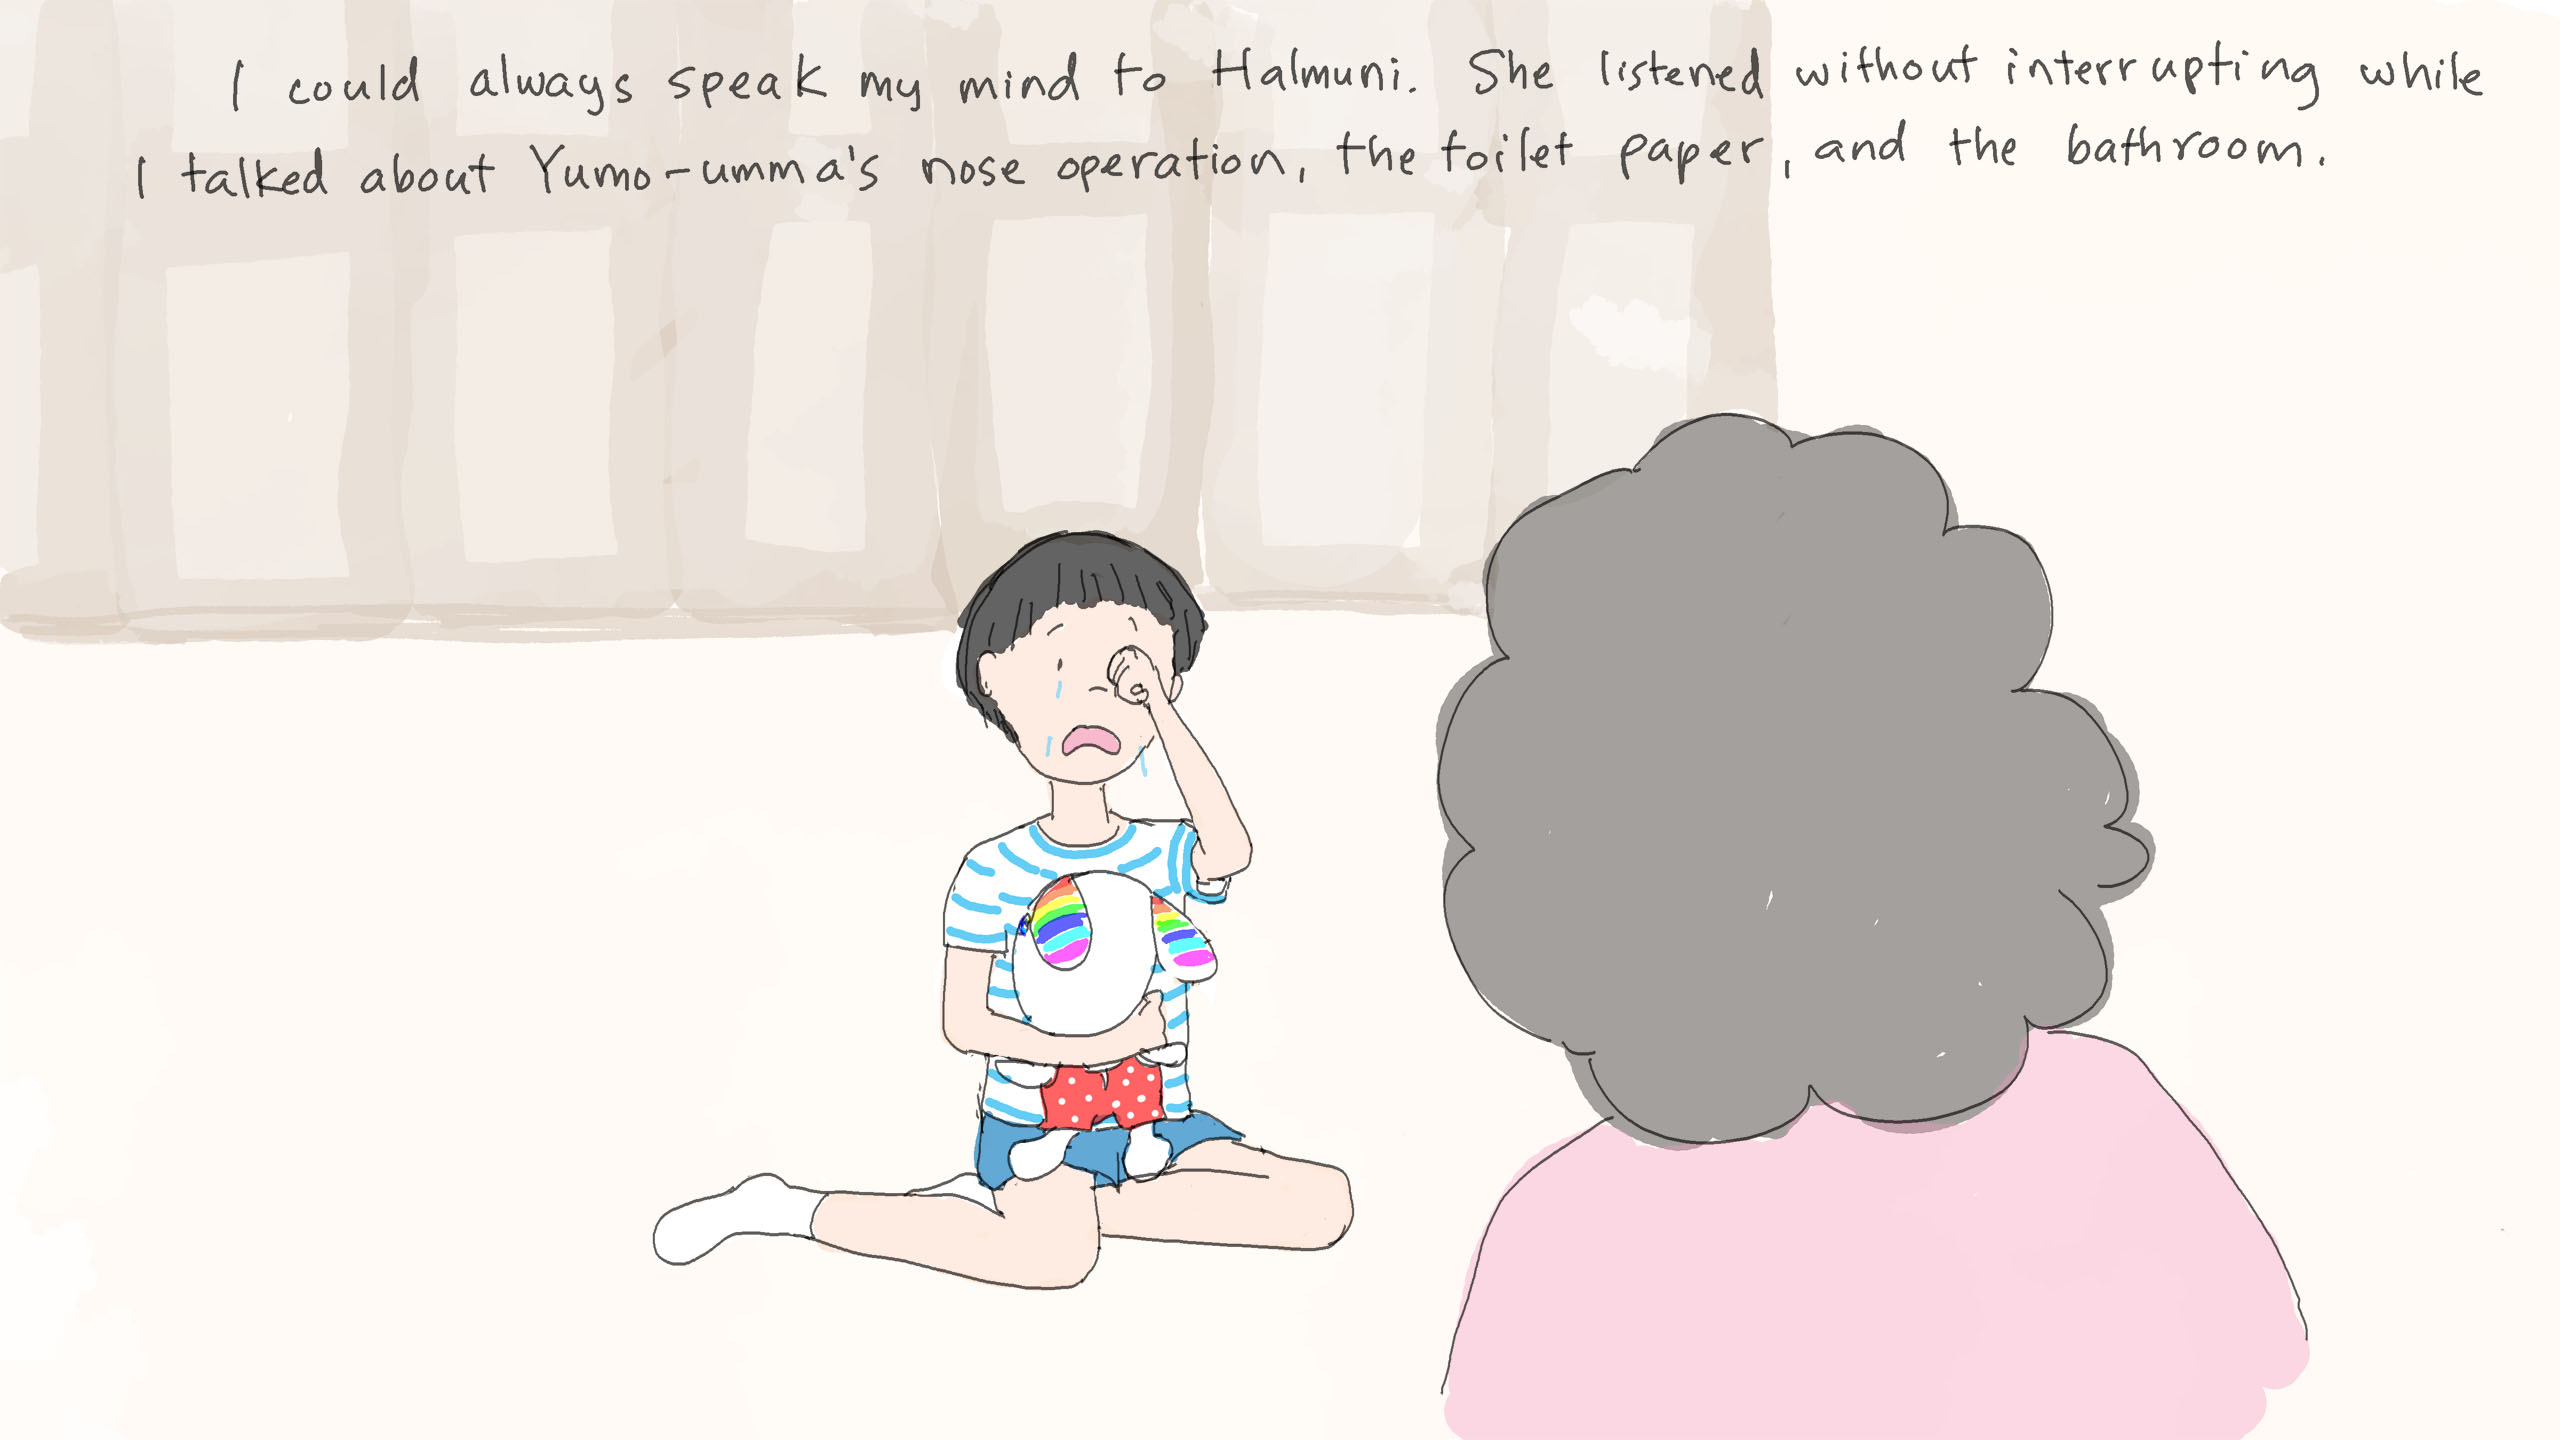 I could always speak my mind to Halmuni. She listened without interrupting while
I talked about Yumo-umma's nose operation, the toilet paper, and the bathroom.